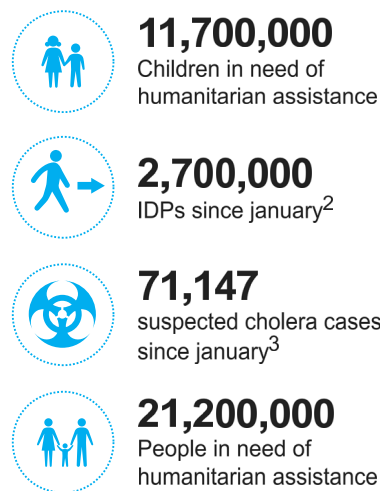 11,700,000
Children in need of
humanitarian assistance
2,700,000
IDPs since january2
71,147
suspected cholera cases
since january3
21,200,000
People in need of
humanitarian assistance